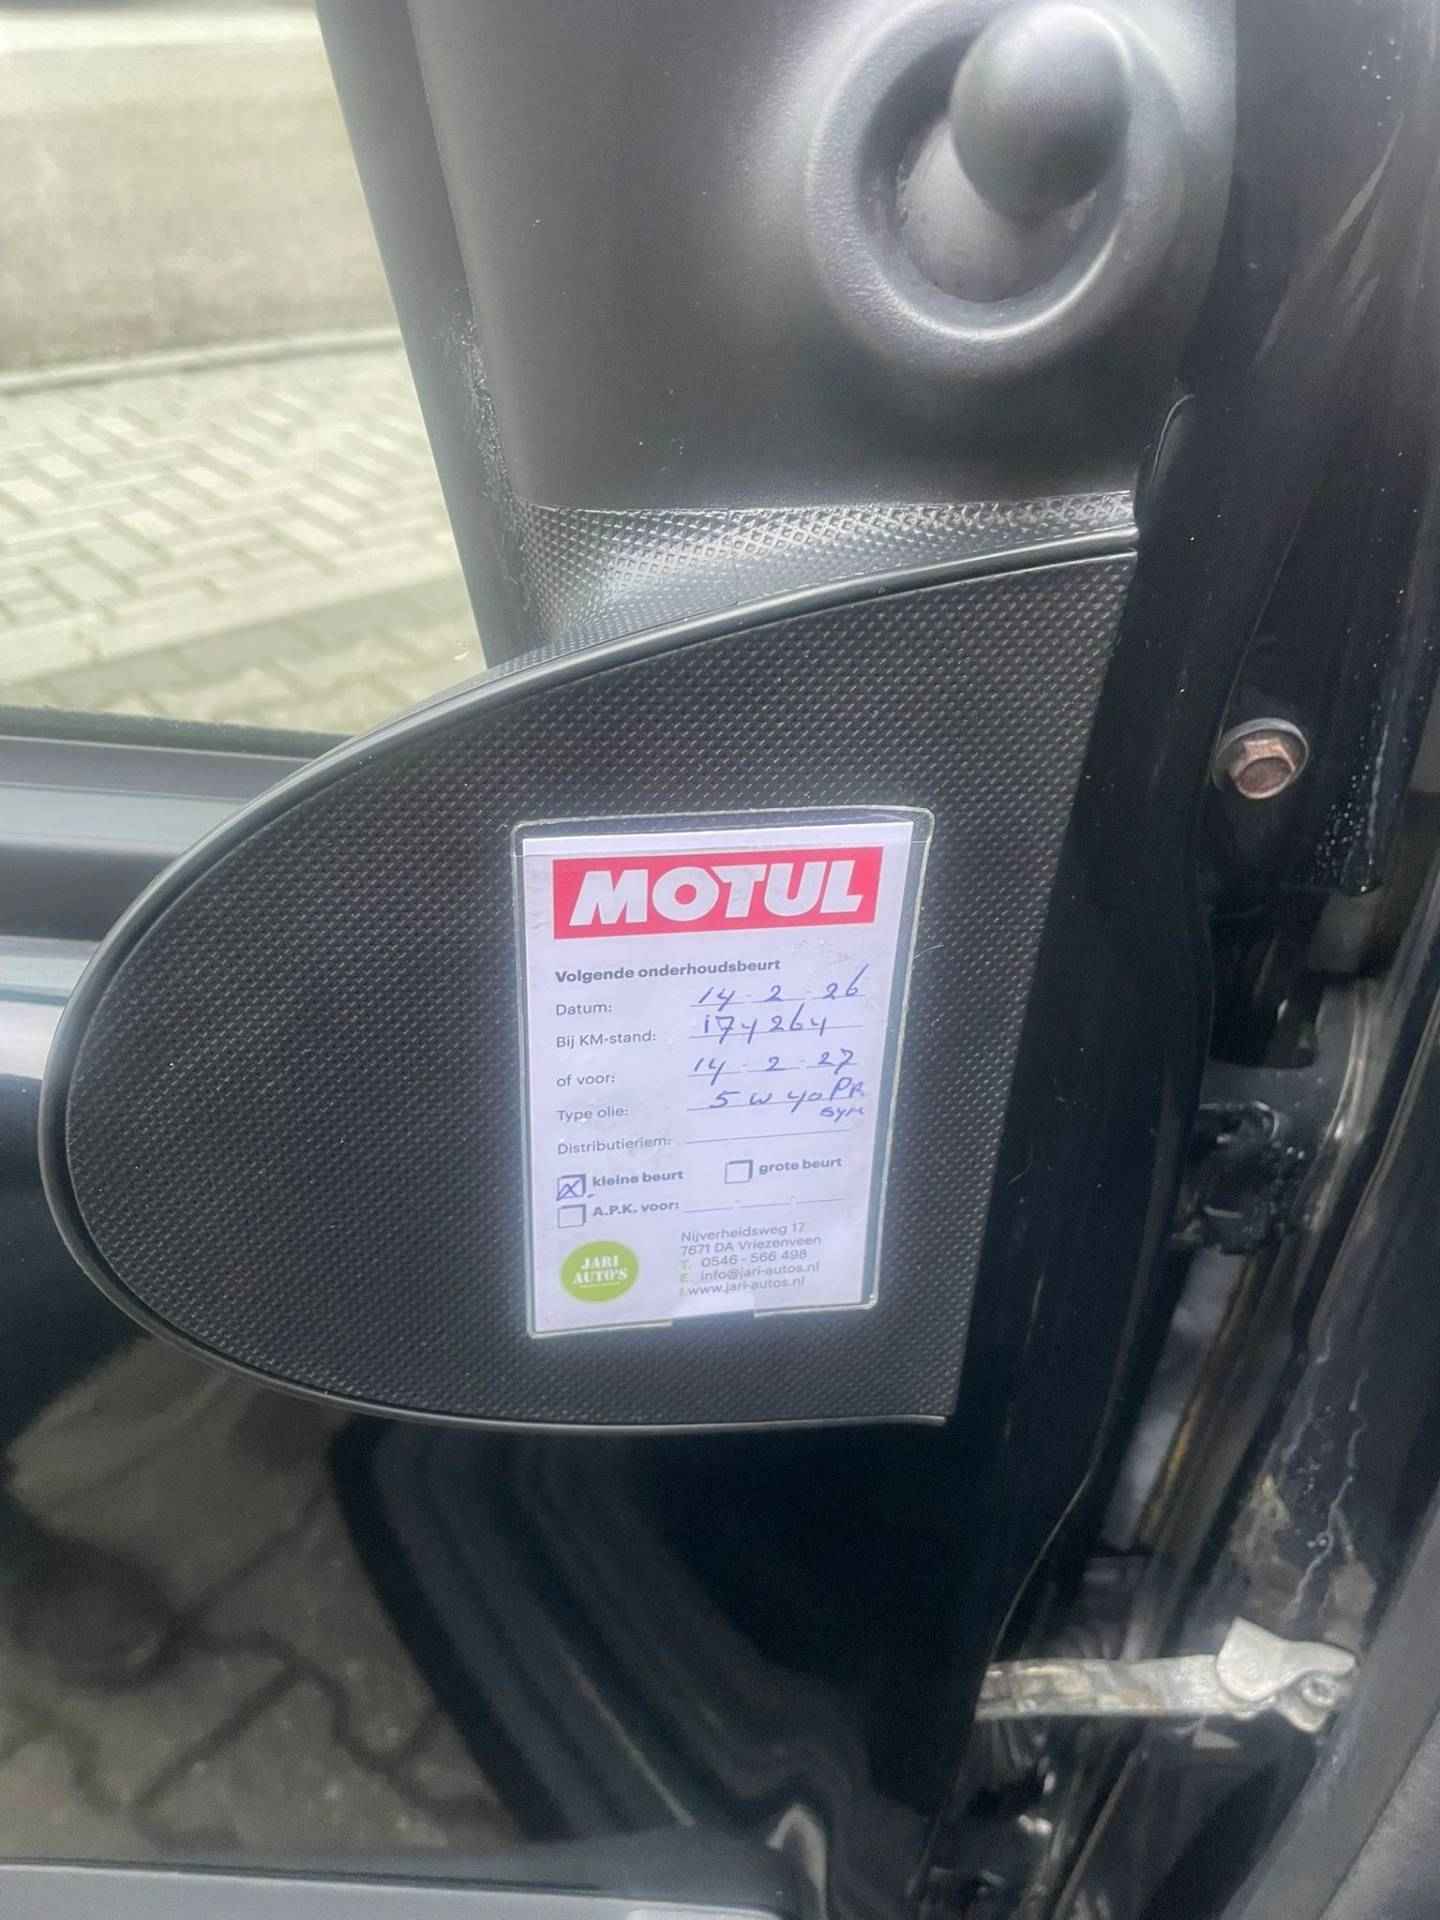 MOTUL
Volgende onderhoudsbeurt
Datum: 14 - 2 - 26
Bij KM-stand: 174264
of voor: 14 - 2 - 27
Type olie: 5w40 PR
Distributieriem:
kleine beurt grote beurt
A.P.K. voor:
JARI
AUTO'S
Nijverheidsweg 17
7671 DA Vriezenveen
T. 0546 - 566 498
E. info@jari-autos.nl
I. www.jari-autos.nl